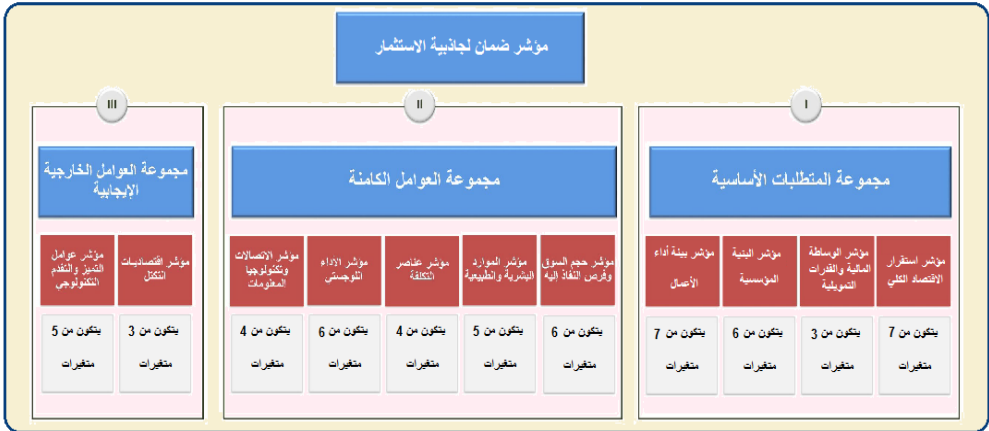 مؤشر ضمان لجاذبية الاستثمار
I
مجموعة المتطلبات الأساسية
مؤشر استقرار
الاقتصاد الكلي
يتكون من 7
متغيرات
مؤشر الوساطة
المالية والقدرات
التمويلية
يتكون من 3
متغيرات
مؤشر البنية
المؤسسية
يتكون من 6
متغيرات
مؤشر بيئة أداء
الأعمال
يتكون من 7
متغيرات
II
مجموعة العوامل الكامنة
مؤشر حجم السوق
وفرص النفاذ إليه
يتكون من 6
متغيرات
مؤشر الموارد
البشرية والطبيعية
يتكون من 5
متغيرات
مؤشر عناصر
التكلفة
يتكون من 4
متغيرات
مؤشر الاداء
اللوجستي
يتكون من 6
متغيرات
مؤشر الاتصالات
وتكنولوجيا
المعلومات
يتكون من 4
متغيرات
III
مجموعة العوامل الخارجية
الإيجابية
مؤشر اقتصاديات
التكتل
يتكون من 3
متغيرات
مؤشر عوامل
التميز والتقدم
التكنولوجي
يتكون من 5
متغيرات